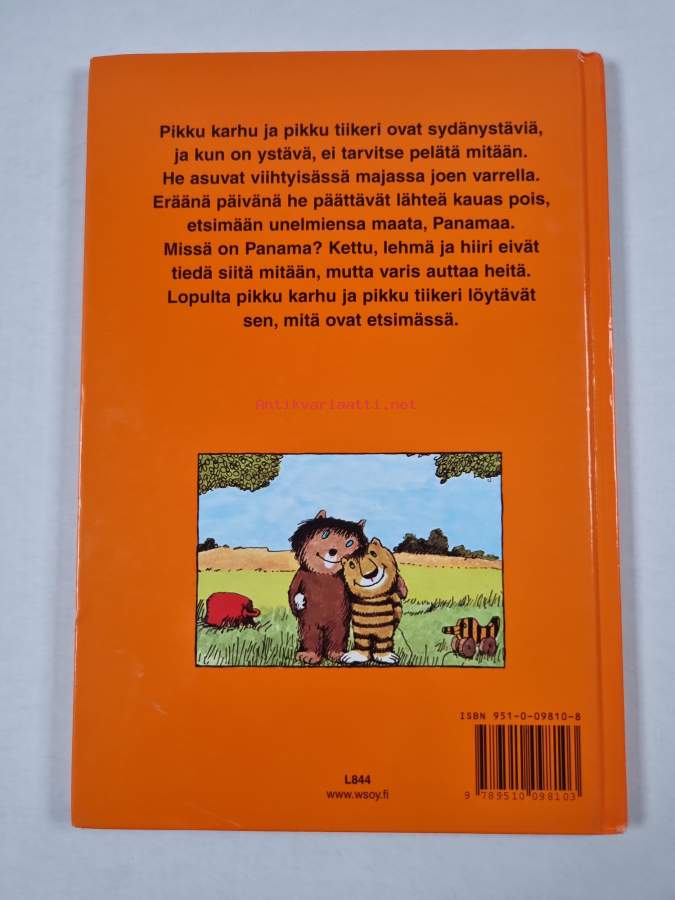 Pikku karhu ja pikku tiikeri ovat sydänystäviä,
ja kun on ystävä, ei tarvitse pelätä mitään.
He asuvat viihtyisässä majassa joen varrella.
Eräänä päivänä he päättävät lähteä kauas pois,
etsimään unelmiensa maata, Panamaa.
Missä on Panama? Kettu, lehmä ja hiiri eivät
tiedä siitä mitään, mutta varis auttaa heitä.
Lopulta pikku karhu ja pikku tiikeri löytävät
sen, mitä ovat etsimässä.
Antikvariaatti.net
ISBN 951-0-09810-8
L844
www.wsoy.fi
9 789510 098103